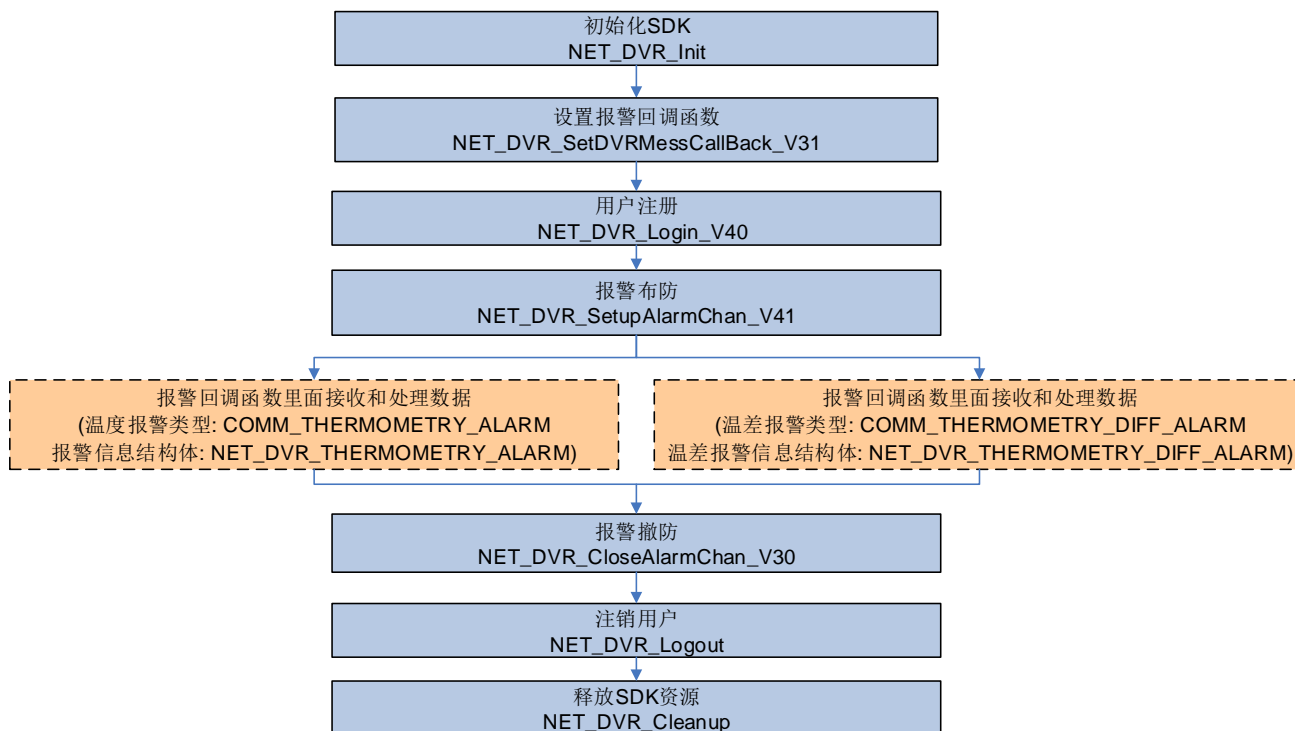 初始化SDK
NET_DVR_Init
设置报警回调函数
NET_DVR_SetDVRMessCallBack_V31
用户注册
NET_DVR_Login_V40
报警布防
NET_DVR_SetupAlarmChan_V41
报警回调函数里面接收和处理数据
(温度报警类型: COMM_THERMOMETRY_ALARM
报警信息结构体: NET_DVR_THERMOMETRY_ALARM)
报警回调函数里面接收和处理数据
(温差报警类型: COMM_THERMOMETRY_DIFF_ALARM
温差报警信息结构体: NET_DVR_THERMOMETRY_DIFF_ALARM)
报警撤防
NET_DVR_CloseAlarmChan_V30
注销用户
NET_DVR_Logout
释放SDK资源
NET_DVR_Cleanup